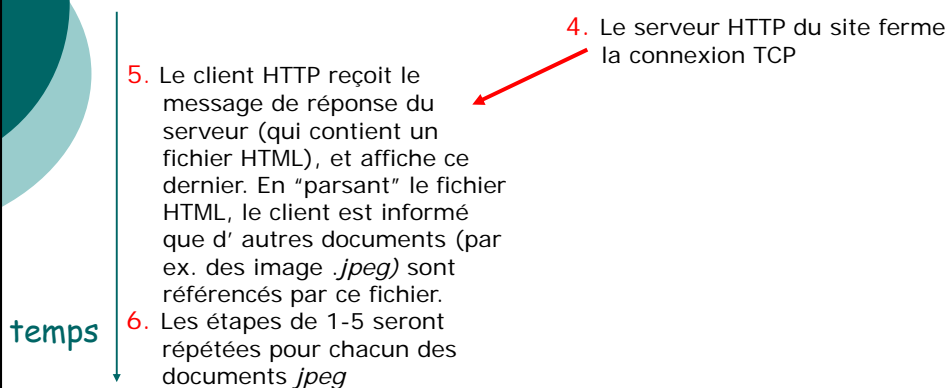 4. Le serveur HTTP du site ferme
la connexion TCP
5. Le client HTTP reçoit le
message de réponse du
serveur (qui contient un
fichier HTML), et affiche ce
dernier. En "parsant" le fichier
HTML, le client est informé
que d' autres documents (par
ex. des image .jpeg) sont
référencés par ce fichier.
6. Les étapes de 1-5 seront
répétées pour chacun des
documents jpeg
temps